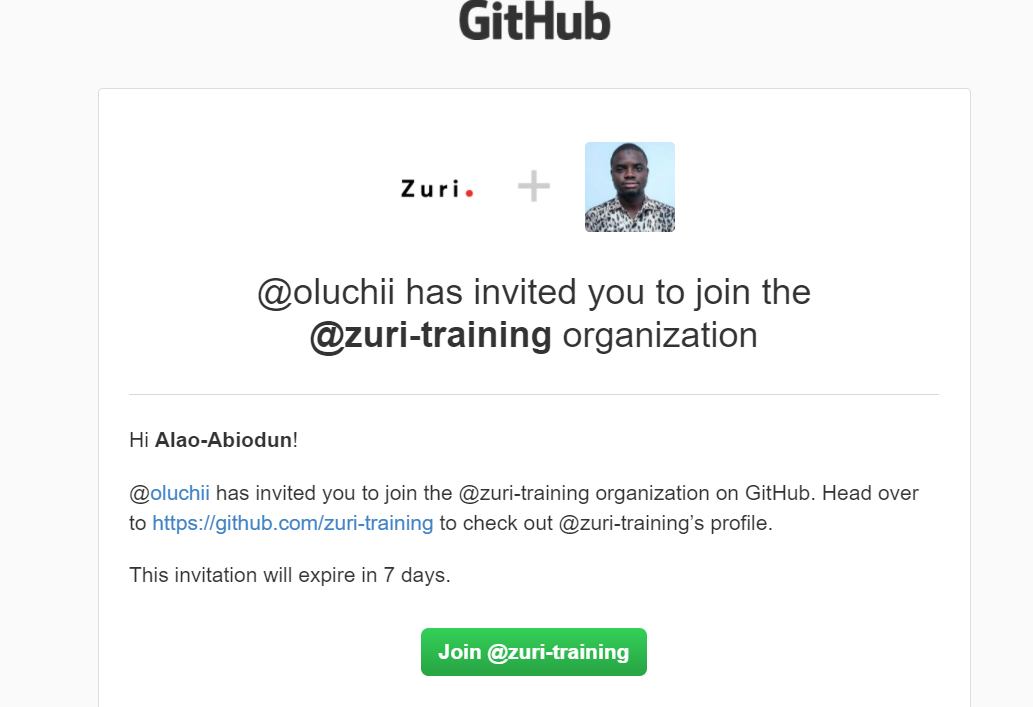 GitHub
Zuri.
@oluchii has invited you to join the
@zuri-training organization
Hi Alao-Abiodun!
@oluchii has invited you to join the @zuri-training organization on GitHub. Head over
to https://github.com/zuri-training to check out @zuri-training’s profile.
This invitation will expire in 7 days.
Join @zuri-training